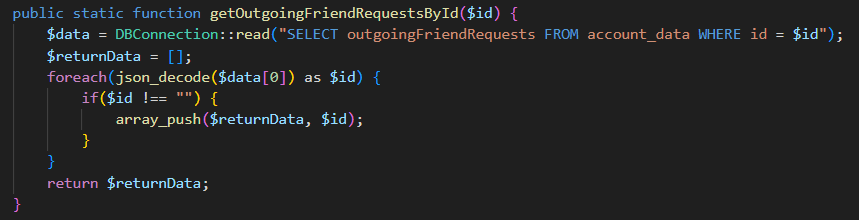 public static function getOutgoingFriendRequestsById($id) {
    $data = DBConnection::read("SELECT outgoingFriendRequests FROM account_data WHERE id = $id");
    $returnData = [];
    foreach(json_decode($data[0]) as $id) {
        if($id !== "") {
            array_push($returnData, $id);
        }
    }
    return $returnData;
}